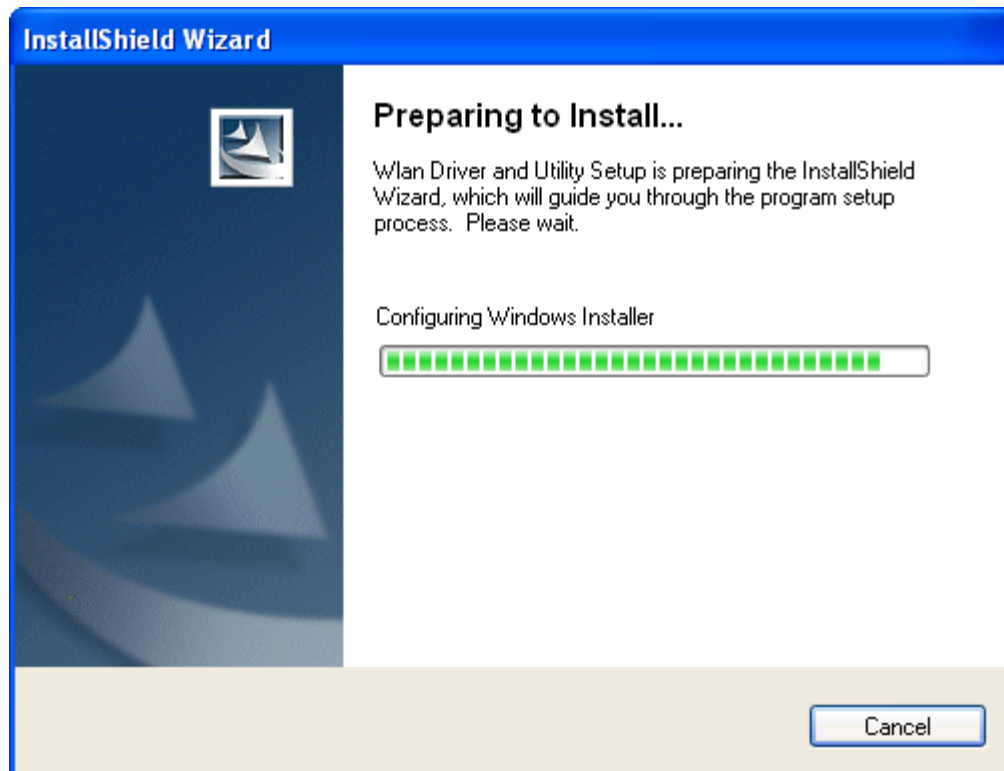 InstallShield Wizard
Preparing to Install...
Wlan Driver and Utility Setup is preparing the InstallShield
Wizard, which will guide you through the program setup
process. Please wait.
Configuring Windows Installer
Cancel